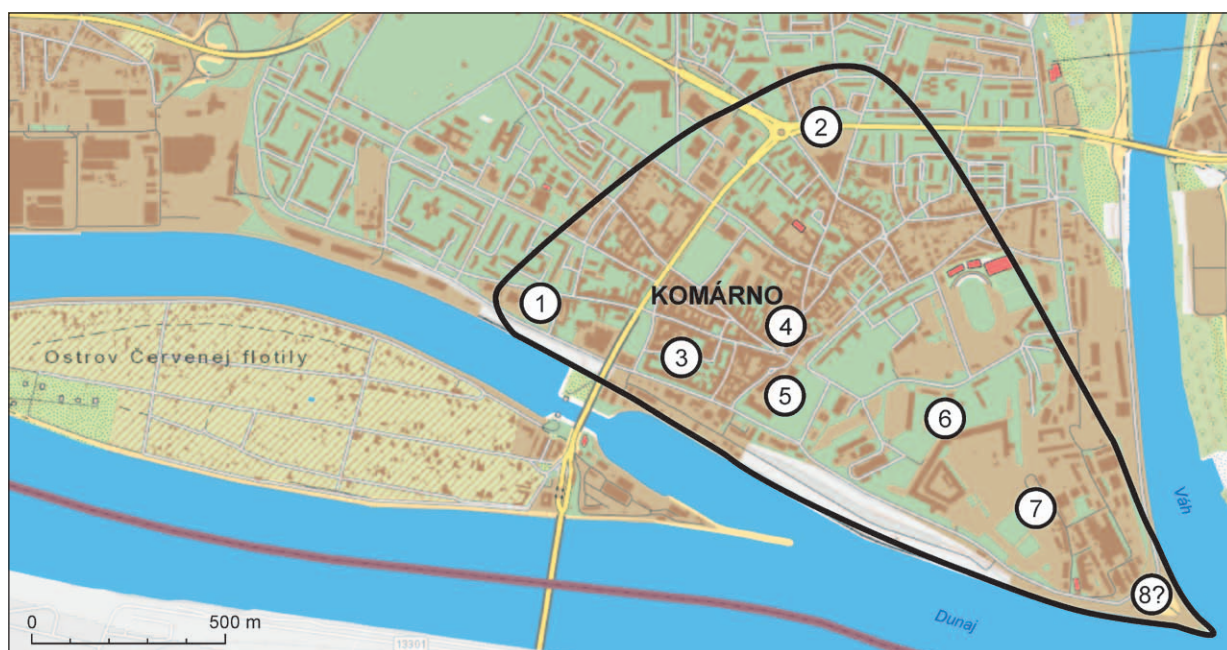 2
1
KOMÁRNO
4
3
Ostrov Červenej flotily
5
6
7
Váh
8?
Dunaj
0 500 m
13301